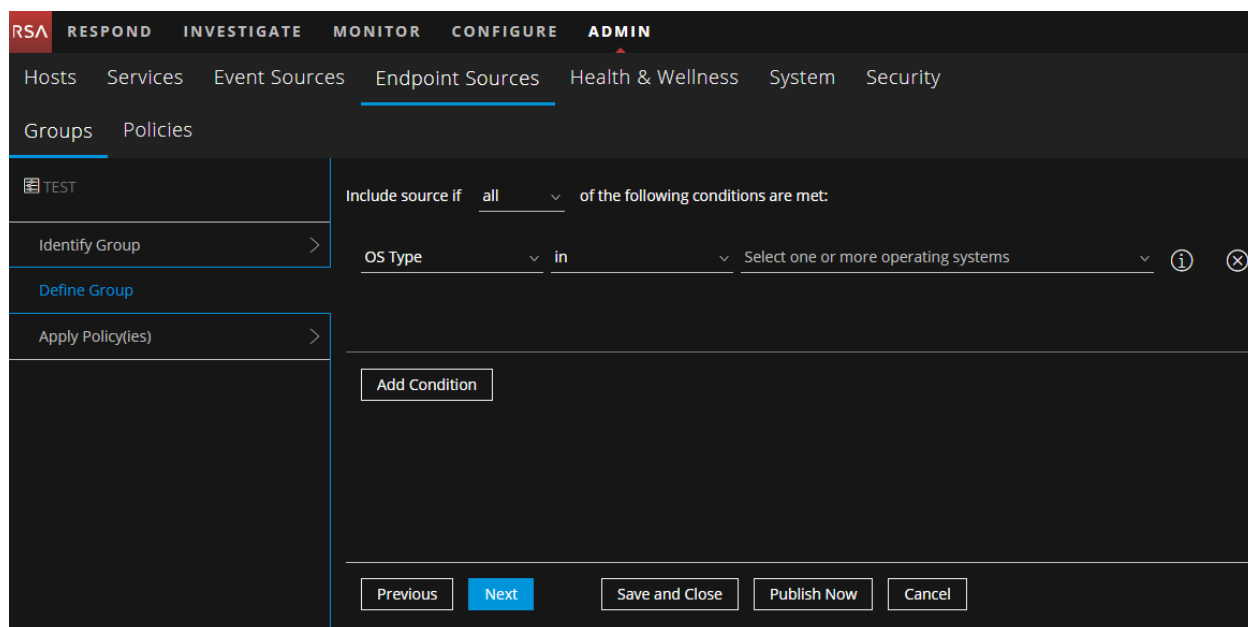 RSA RESPOND INVESTIGATE MONITOR CONFIGURE ADMIN
Hosts Services Event Sources Endpoint Sources Health & Wellness System Security
Groups Policies
TEST
Include source if all of the following conditions are met:
Identify Group
OS Type in Select one or more operating systems
Define Group
Apply Policy(ies)
Add Condition
Previous Next Save and Close Publish Now Cancel